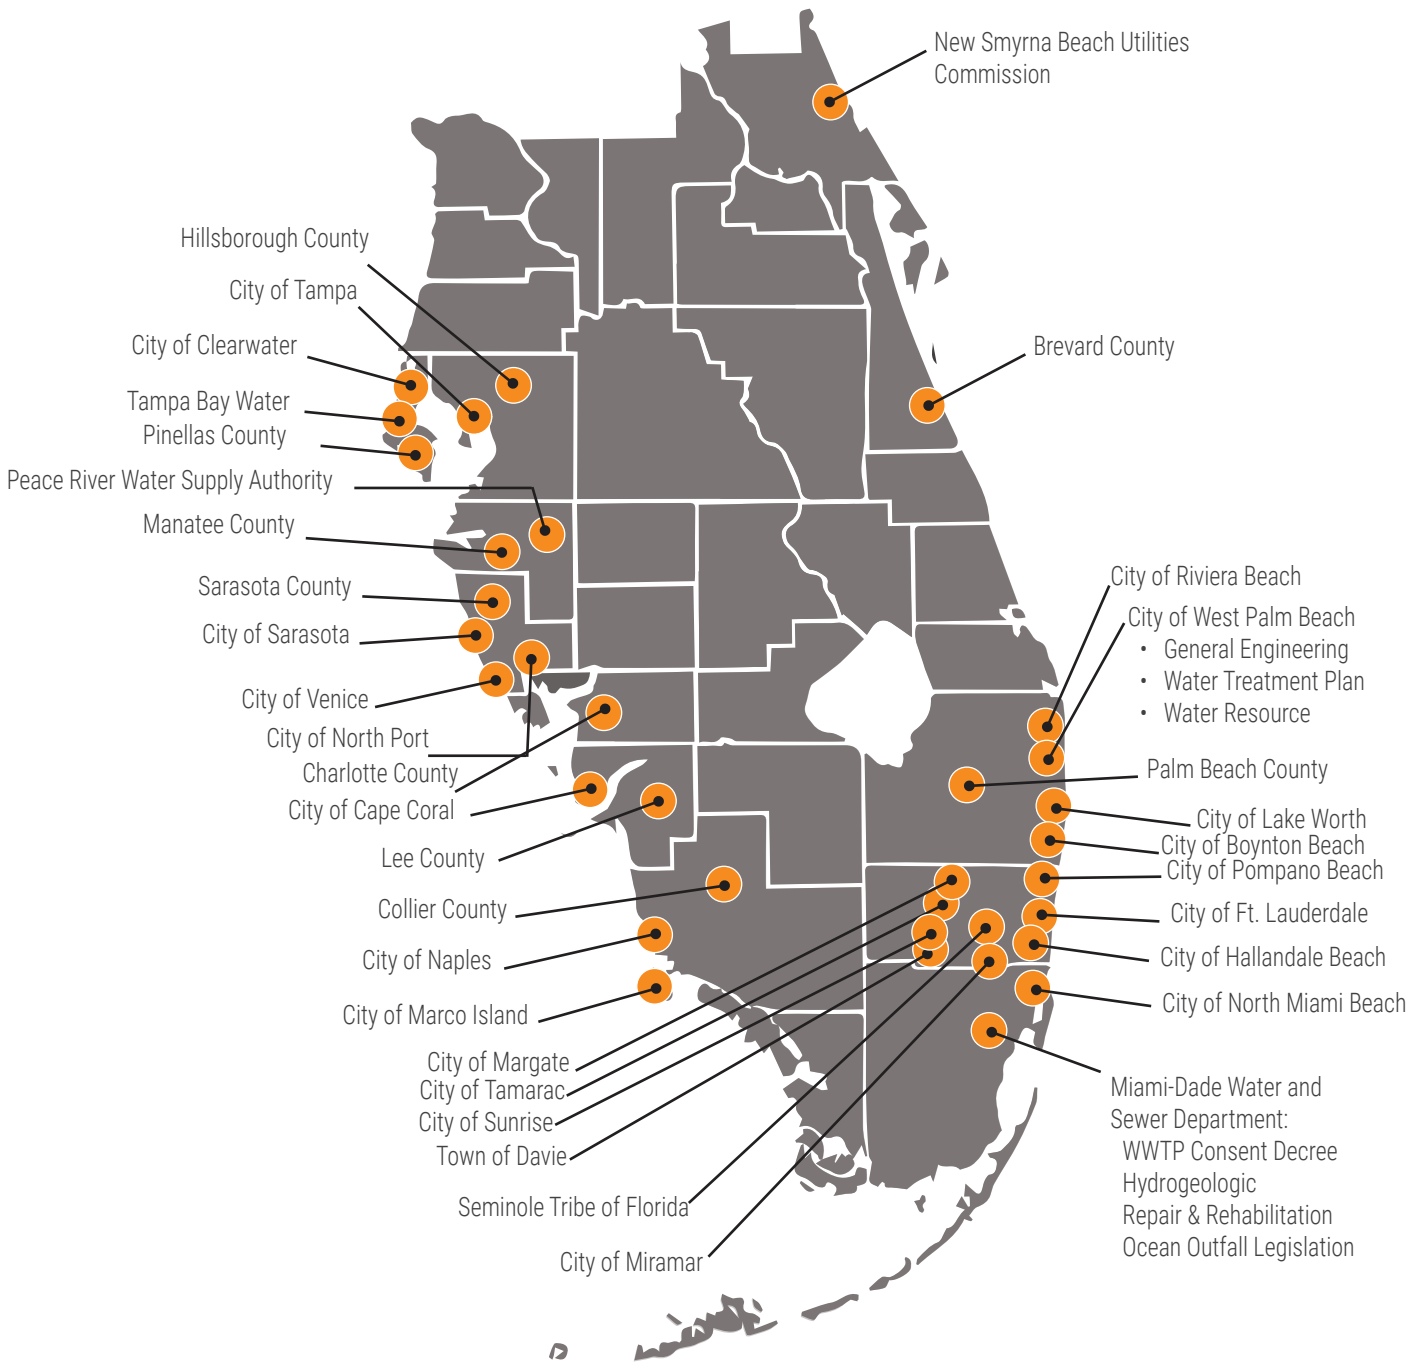 New Smyrna Beach Utilities
Commission
Hillsborough County
City of Tampa
City of Clearwater
Tampa Bay Water
Pinellas County
Peace River Water Supply Authority
Manatee County
Sarasota County
City of Sarasota
City of Venice
City of North Port
Charlotte County
City of Cape Coral
Lee County
Collier County
City of Naples
City of Marco Island
City of Margate
City of Tamarac
City of Sunrise
Town of Davie
Seminole Tribe of Florida
City of Miramar
Brevard County
City of Riviera Beach
City of West Palm Beach
• General Engineering
• Water Treatment Plan
• Water Resource
Palm Beach County
City of Lake Worth
City of Boynton Beach
City of Pompano Beach
City of Ft. Lauderdale
City of Hallandale Beach
City of North Miami Beach
Miami-Dade Water and
Sewer Department:
WWTP Consent Decree
Hydrogeologic
Repair & Rehabilitation
Ocean Outfall Legislation